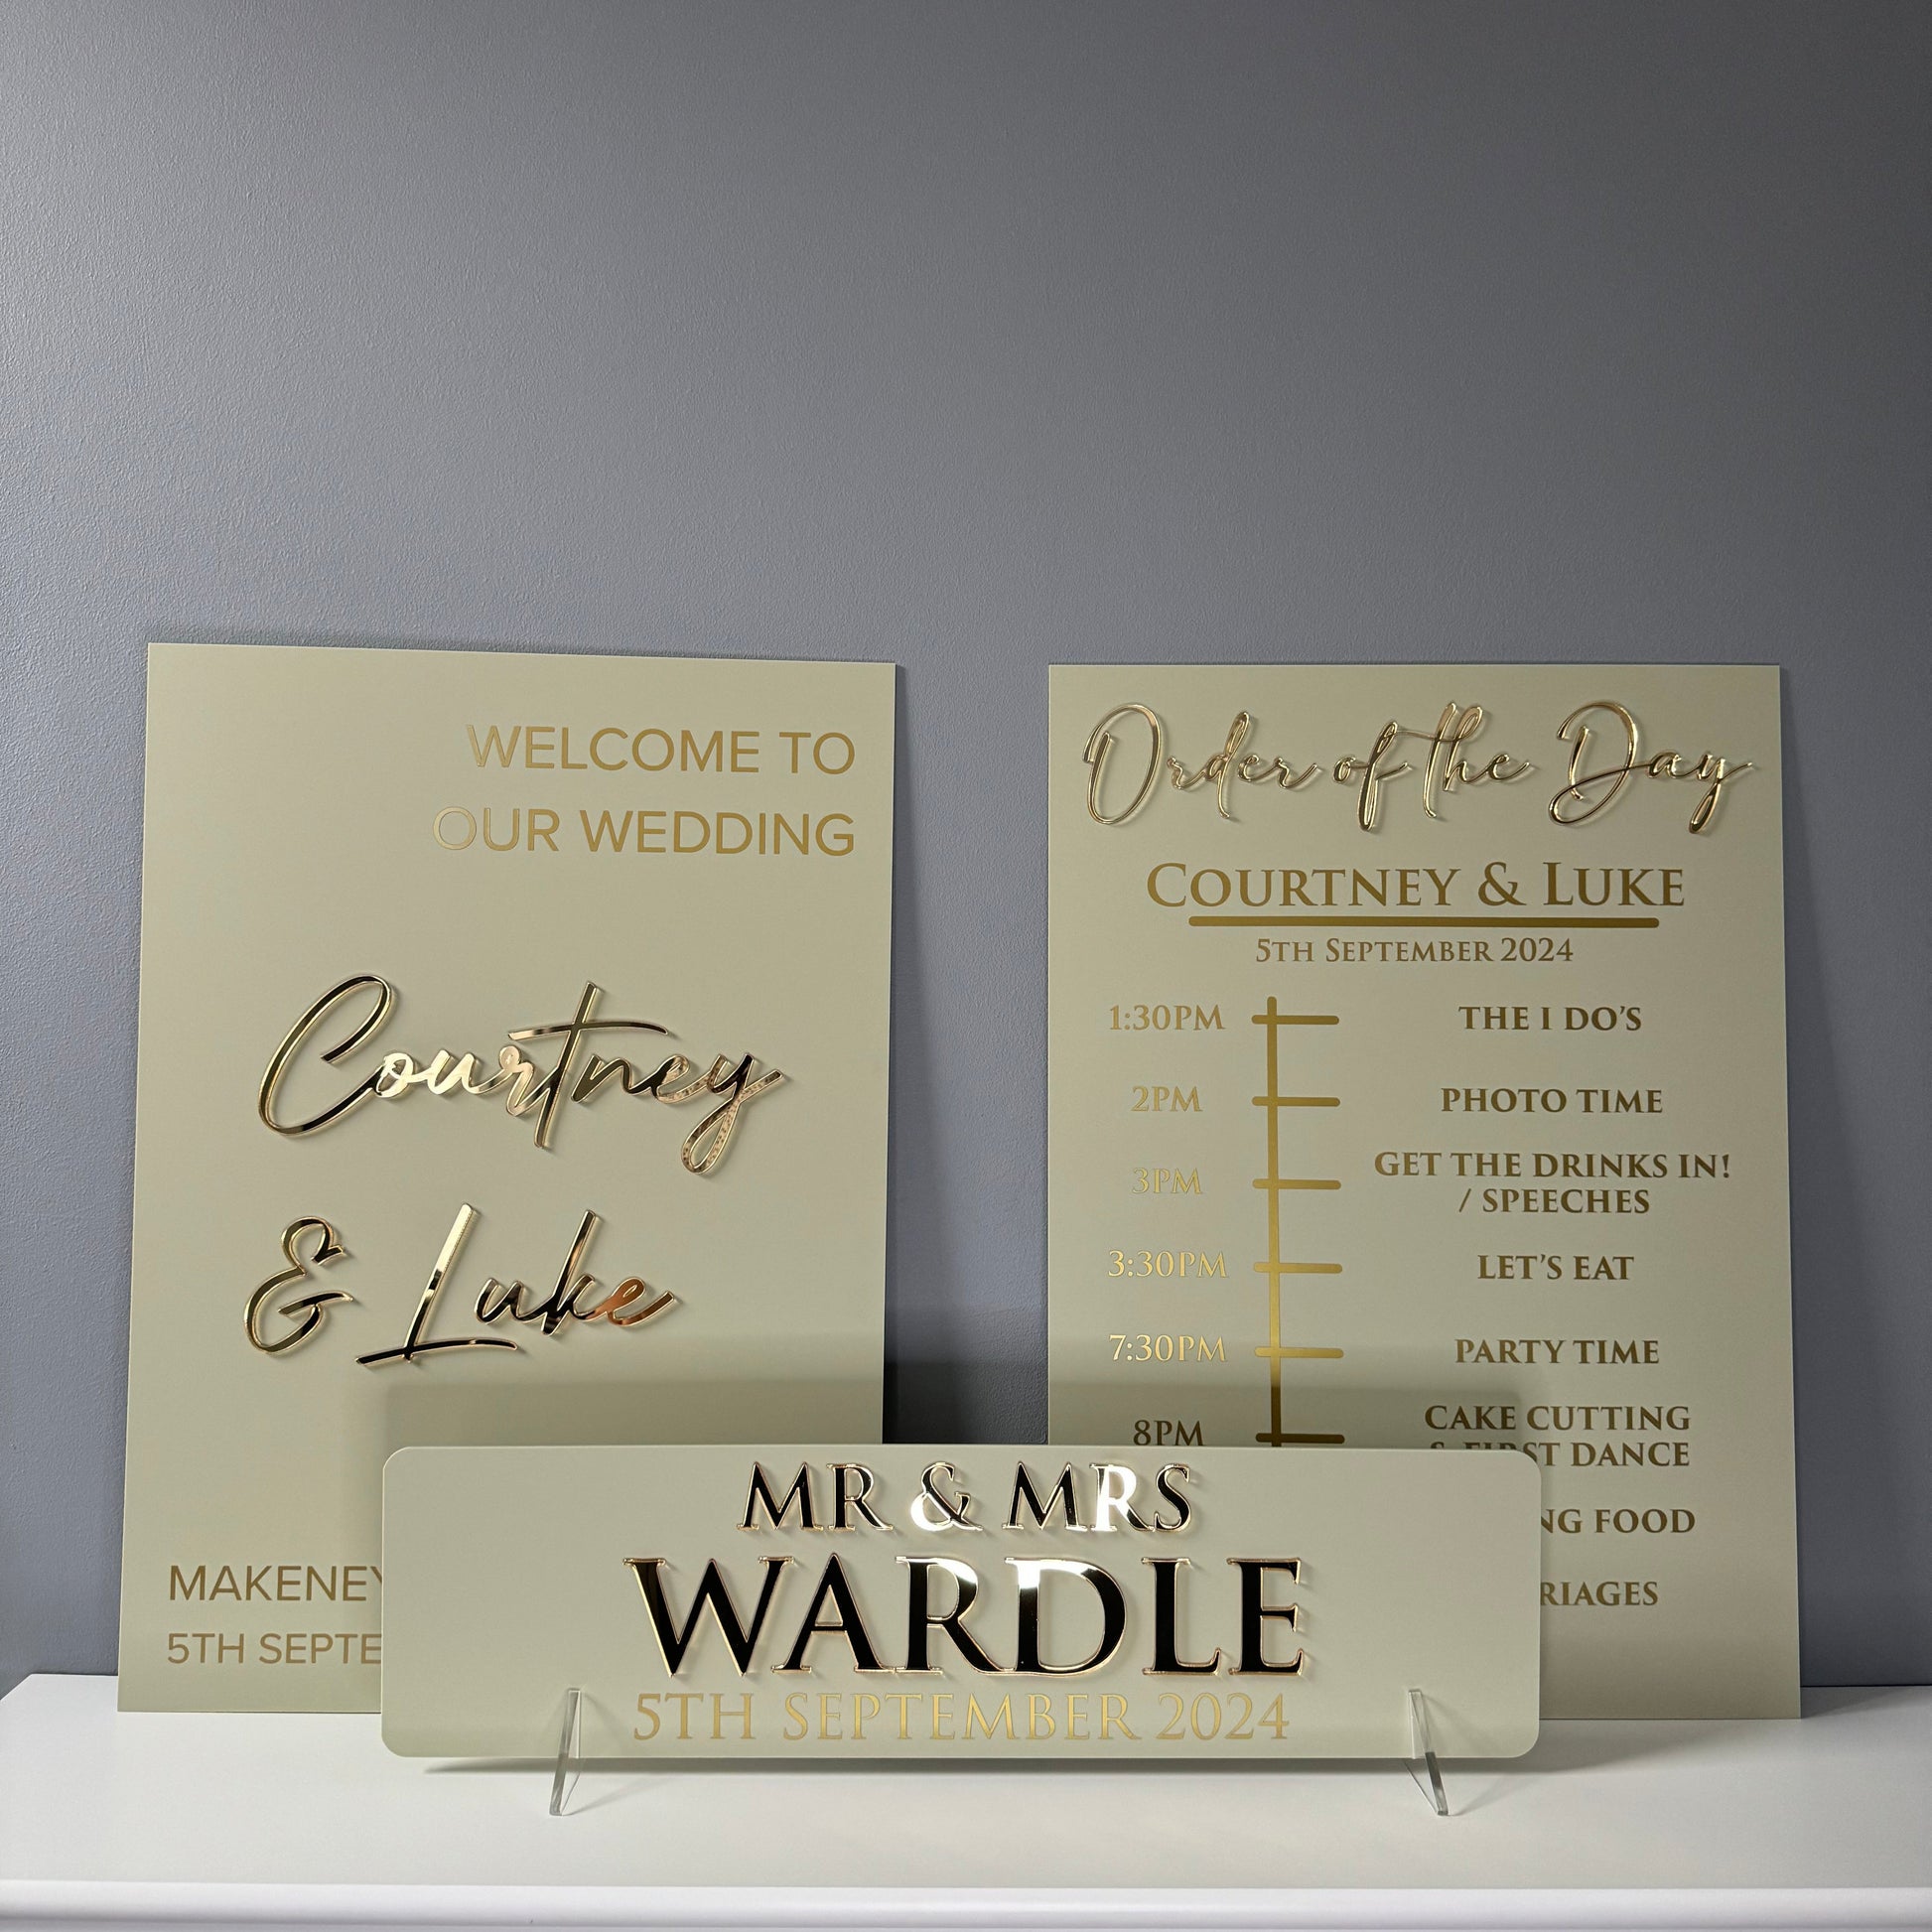 WELCOME TO
OUR WEDDING
Courtney
& Luke
MAKENEY
5TH SEPTE
Order of the Day
COURTNEY & LUKE
5TH SEPTEMBER 2024
1:30PM THE I DO'S
2PM PHOTO TIME
3PM GET THE DRINKS IN!
/ SPEECHES
3:30PM LET'S EAT
7:30PM PARTY TIME
8PM CAKE CUTTING
& FIRST DANCE
NG FOOD
RIAGES
MR & MRS
WARDLE
5TH SEPTEMBER 2024